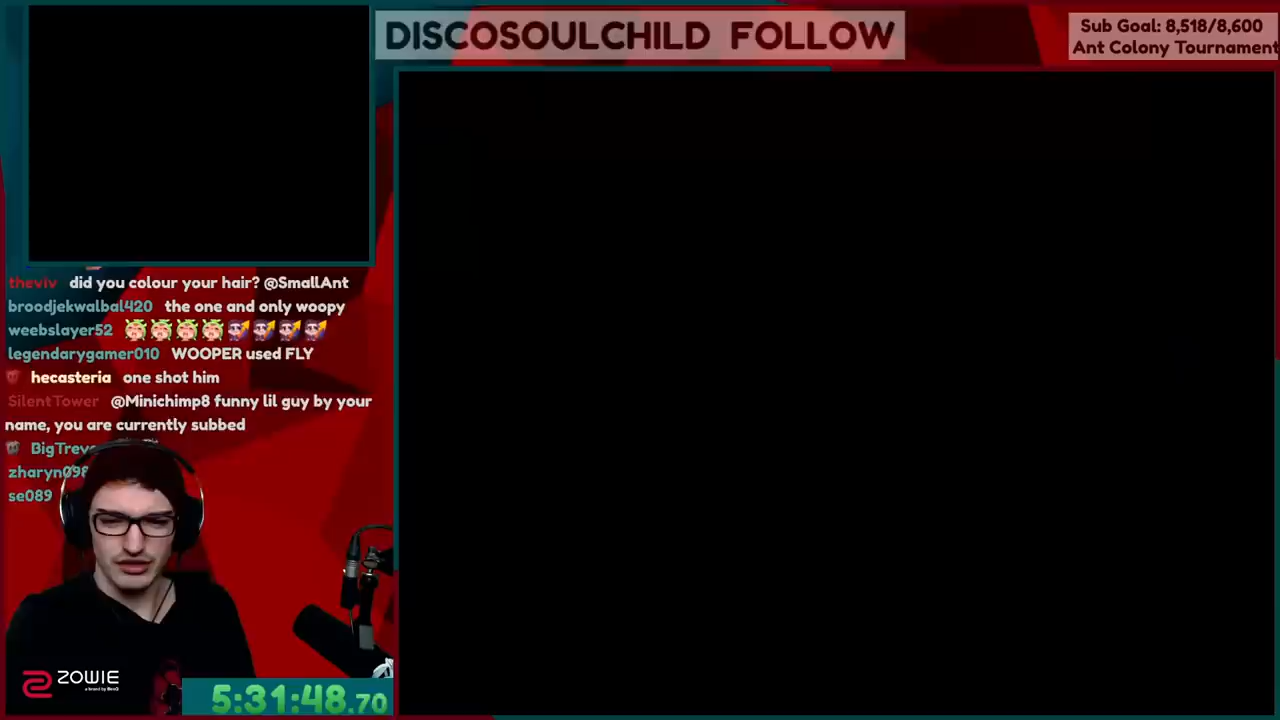 DISCOSOULCHILD FOLLOW
Sub Goal: 8,518/8,600
Ant Colony Tournament
theviv did you colour your hair? @SmallAnt
broodjekwalbal420 the one and only woopy
weebslayer52
legendarygamer010 WOOPER used FLY
hecasteria one shot him
SilentTower @Minichimp8 funny lil guy by your
name, you are currently subbed
BigTreve
zharyn098
se089
ZOWIE
5:31:48.70